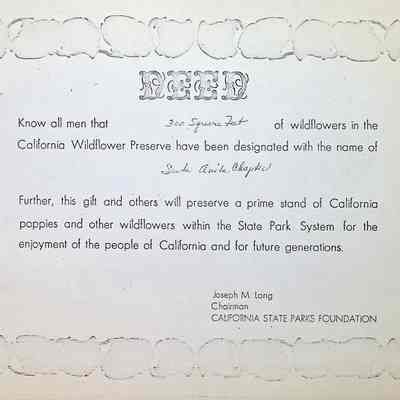 DEED
Know all men that 300 Square Feet of wildflowers in the
California Wildflower Preserve have been designated with the name of
Santa Anita Chapter
Further, this gift and others will preserve a prime stand of California
poppies and other wildflowers within the State Park System for the
enjoyment of the people of California and for future generations.
Joseph M. Long
Chairman
CALIFORNIA STATE PARKS FOUNDATION